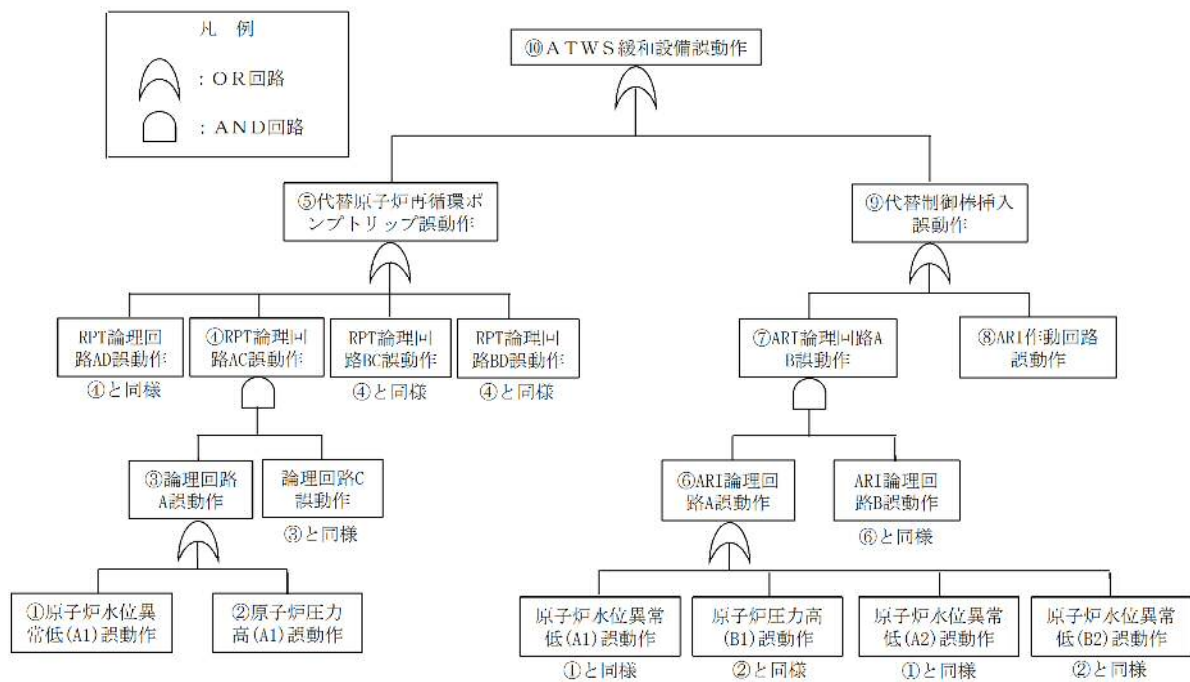 凡 例
：OR回路
：AND回路
⑩ATWS緩和設備誤動作
⑤代替原子炉再循環ポ
ンプトリップ誤動作
⑨代替制御棒挿入
誤動作
RPT論理回
路AD誤動作
④と同様
④RPT論理回
路AC誤動作
RPT論理回
路BC誤動作
④と同様
RPT論理回
路BD誤動作
④と同様
⑦ART論理回路A
B誤動作
⑧ARI作動回路
誤動作
③論理回路
A誤動作
論理回路C
誤動作
③と同様
⑥ARI論理回
路A誤動作
ARI論理回
路B誤動作
⑥と同様
①原子炉水位異
常低(A1)誤動作
②原子炉圧力
高(A1)誤動作
原子炉水位異常
低(A1)誤動作
①と同様
原子炉圧力高
(B1)誤動作
②と同様
原子炉水位異常
低(A2)誤動作
①と同様
原子炉水位異常
低(B2)誤動作
②と同様